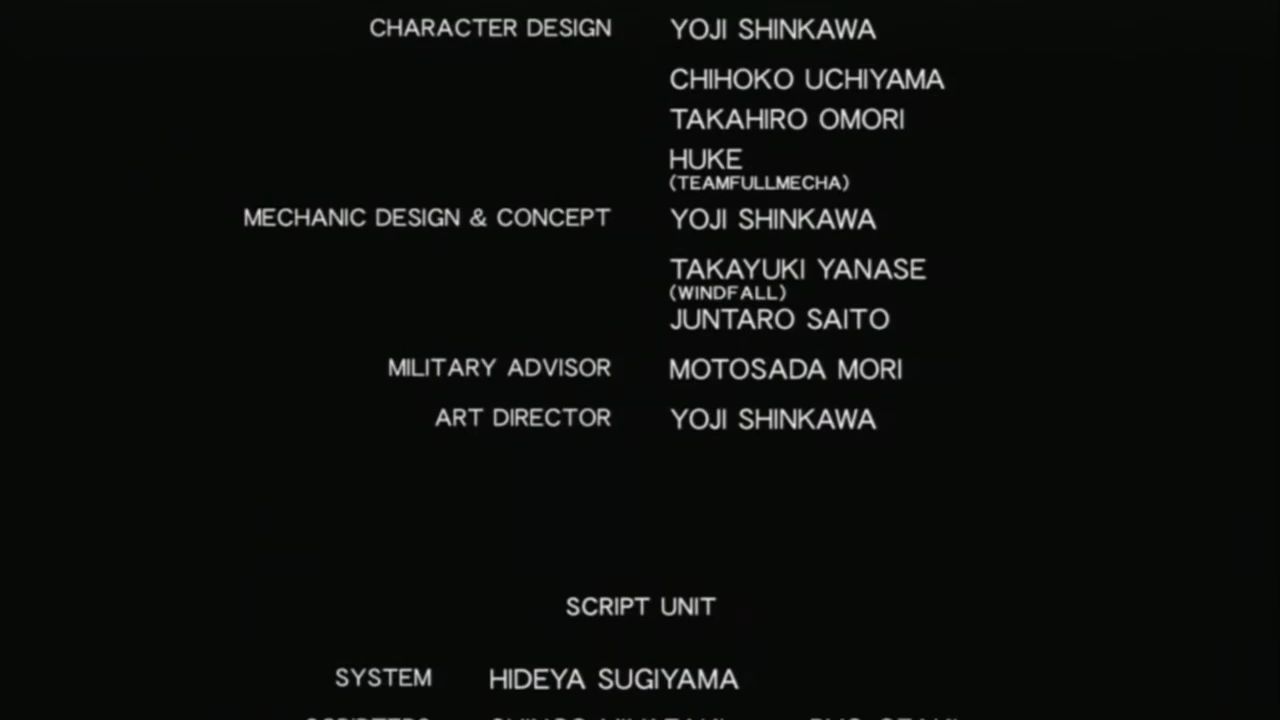 CHARACTER DESIGN YOJI SHINKAWA
CHIHOKO UCHIYAMA
TAKAHIRO OMORI
HUKE
(TEAMFULLMECHA)
MECHANIC DESIGN & CONCEPT YOJI SHINKAWA
TAKAYUKI YANASE
(WINDFALL)
JUNTARO SAITO
MILITARY ADVISOR MOTOSADA MORI
ART DIRECTOR YOJI SHINKAWA
SCRIPT UNIT
SYSTEM HIDEYA SUGIYAMA